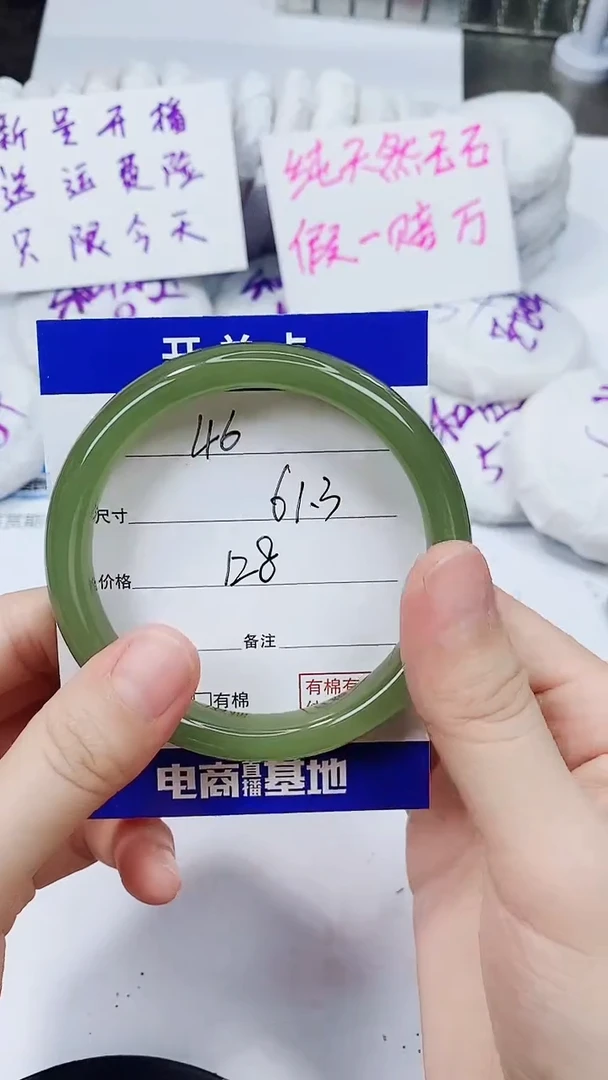 新号开播
送运费险
只限今天
纯天然玉石
假一赔万
46
尺寸 61.3
价格 128
备注
有棉
有棉有
电商直播基地